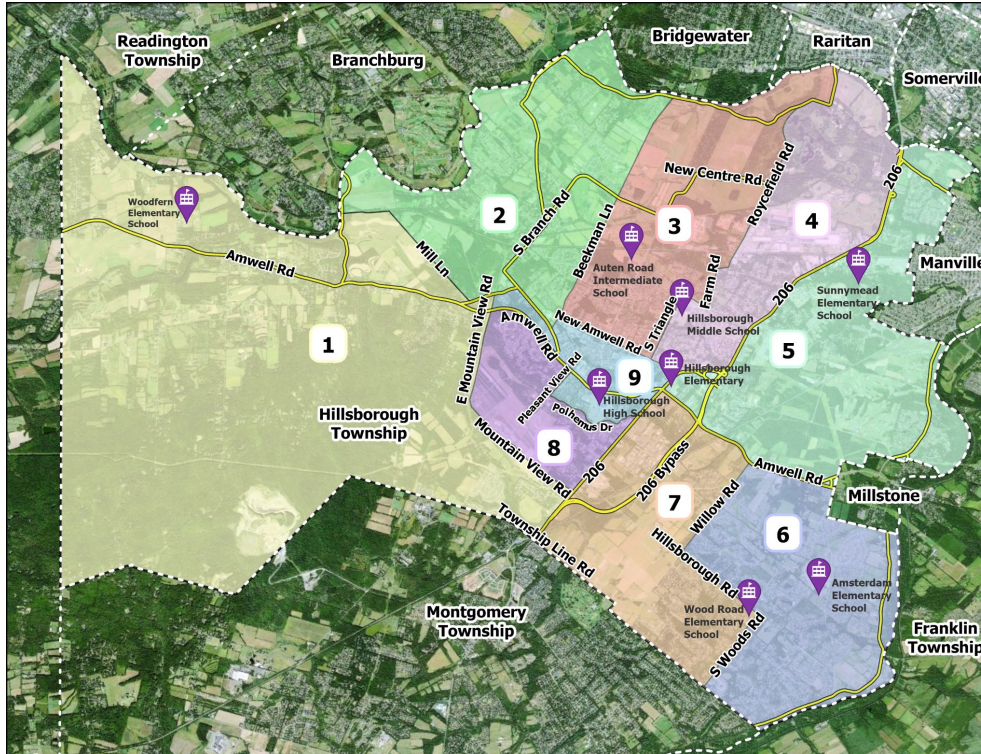 Readington
Township
Branchburg
Bridgewater
Raritan
Somerville
Woodfern
Elementary
School
Amwell Rd
Mill Ln
2
S Branch Rd
Beekman Ln
New Centre Rd
3
Roycefield Rd
4
206
Manville
Auten Road
Intermediate
School
Farm Rd
S Triangle
Hillsborough
Middle School
206
Sunnymead
Elementary
School
1
E Mountain View Rd
Amwell Rd
New Amwell Rd
Pleasant View Rd
9
Hillsborough
Elementary
5
Hillsborough
High School
Polhemus Dr
Hillsborough
Township
8
Mountain View Rd
206
206 Bypass
Amwell Rd
Millstone
7
Willow Rd
6
Township Line Rd
Hillsborough Rd
Amsterdam
Elementary
School
Wood Road
Elementary
School
S Woods Rd
Montgomery
Township
Franklin
Township